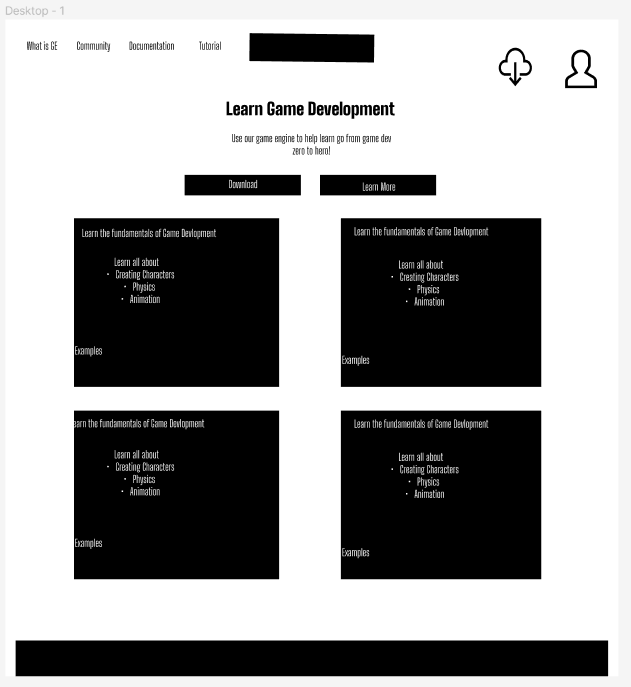 Desktop - 1
What is GE Community Documentation Tutorial
Learn Game Development
Use our game engine to help learn go from game dev
zero to hero!
Download Learn More
Learn the fundamentals of Game Devlopment
Learn all about
• Creating Characters
• Physics
• Animation
Examples
Learn the fundamentals of Game Devlopment
Learn all about
• Creating Characters
• Physics
• Animation
Examples
earn the fundamentals of Game Devlopment
Learn all about
• Creating Characters
• Physics
• Animation
Examples
Learn the fundamentals of Game Devlopment
Learn all about
• Creating Characters
• Physics
• Animation
Examples